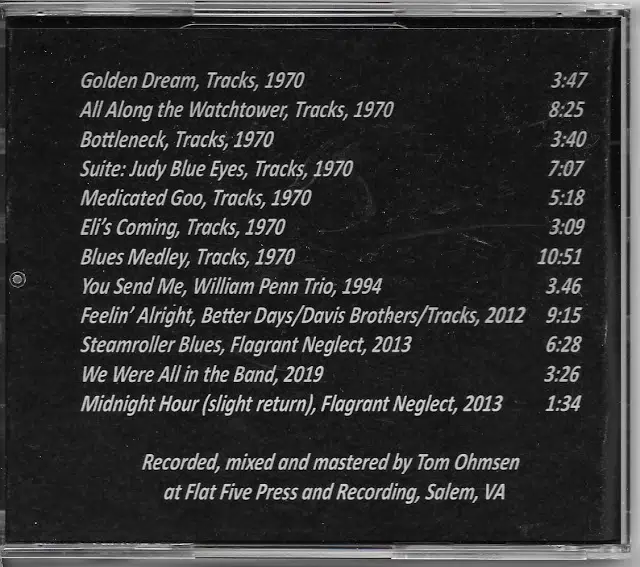 Golden Dream, Tracks, 1970 3:47
All Along the Watchtower, Tracks, 1970 8:25
Bottleneck, Tracks, 1970 3:40
Suite: Judy Blue Eyes, Tracks, 1970 7:07
Medicated Goo, Tracks, 1970 5:18
Eli's Coming, Tracks, 1970 3:09
Blues Medley, Tracks, 1970 10:51
You Send Me, William Penn Trio, 1994 3.46
Feelin' Alright, Better Days/Davis Brothers/Tracks, 2012 9:15
Steamroller Blues, Flagrant Neglect, 2013 6:28
We Were All in the Band, 2019 3:26
Midnight Hour (slight return), Flagrant Neglect, 2013 1:34
Recorded, mixed and mastered by Tom Ohmsen
at Flat Five Press and Recording, Salem, VA